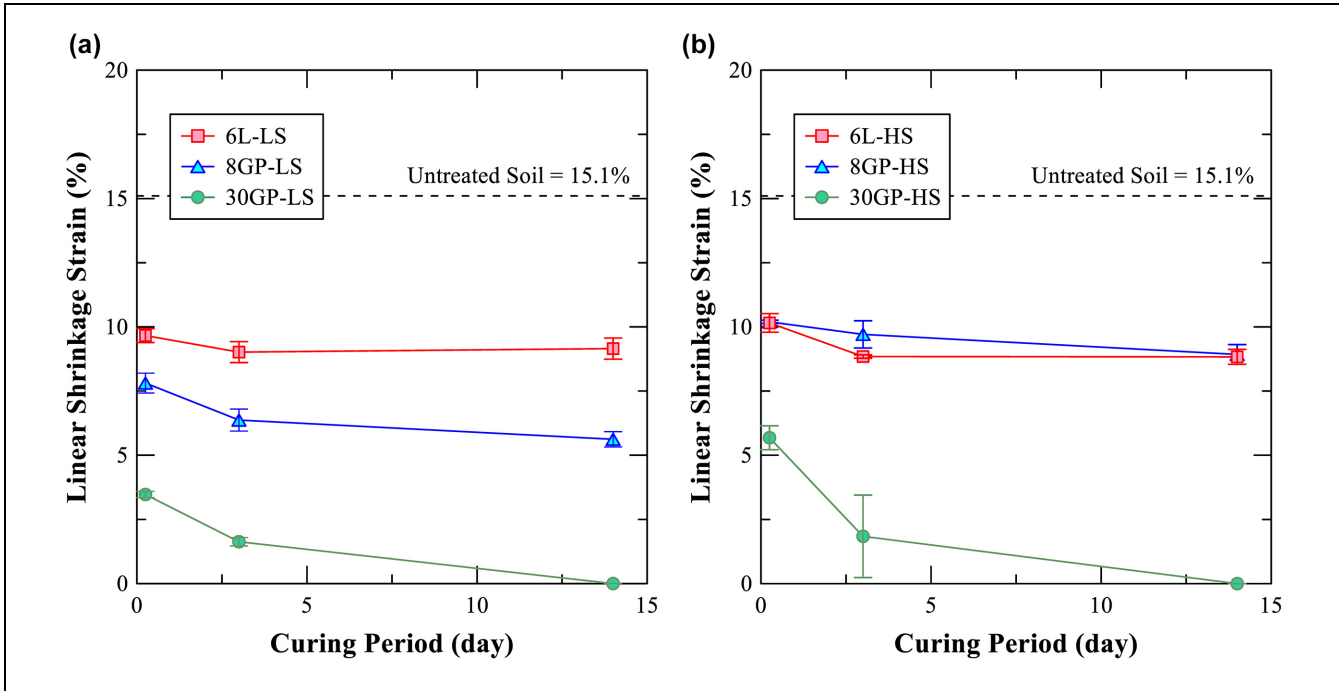 (a)
20
15
10
5
0
Linear Shrinkage Strain (%)
6L-LS
8GP-LS
30GP-LS
Untreated Soil = 15.1%
0
5
10
15
Curing Period (day)
(b)
20
15
10
5
0
Linear Shrinkage Strain (%)
6L-HS
8GP-HS
30GP-HS
Untreated Soil = 15.1%
0
5
10
15
Curing Period (day)